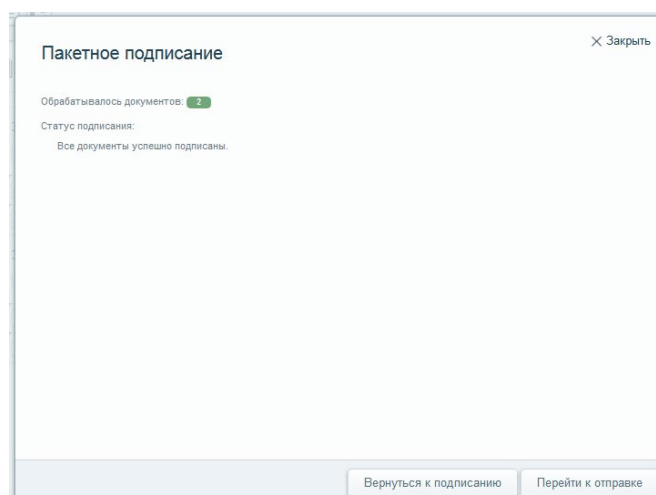 Пакетное подписание
Закрыть
Обрабатывалось документов: 2
Статус подписания:
Все документы успешно подписаны.
Вернуться к подписанию
Перейти к отправке